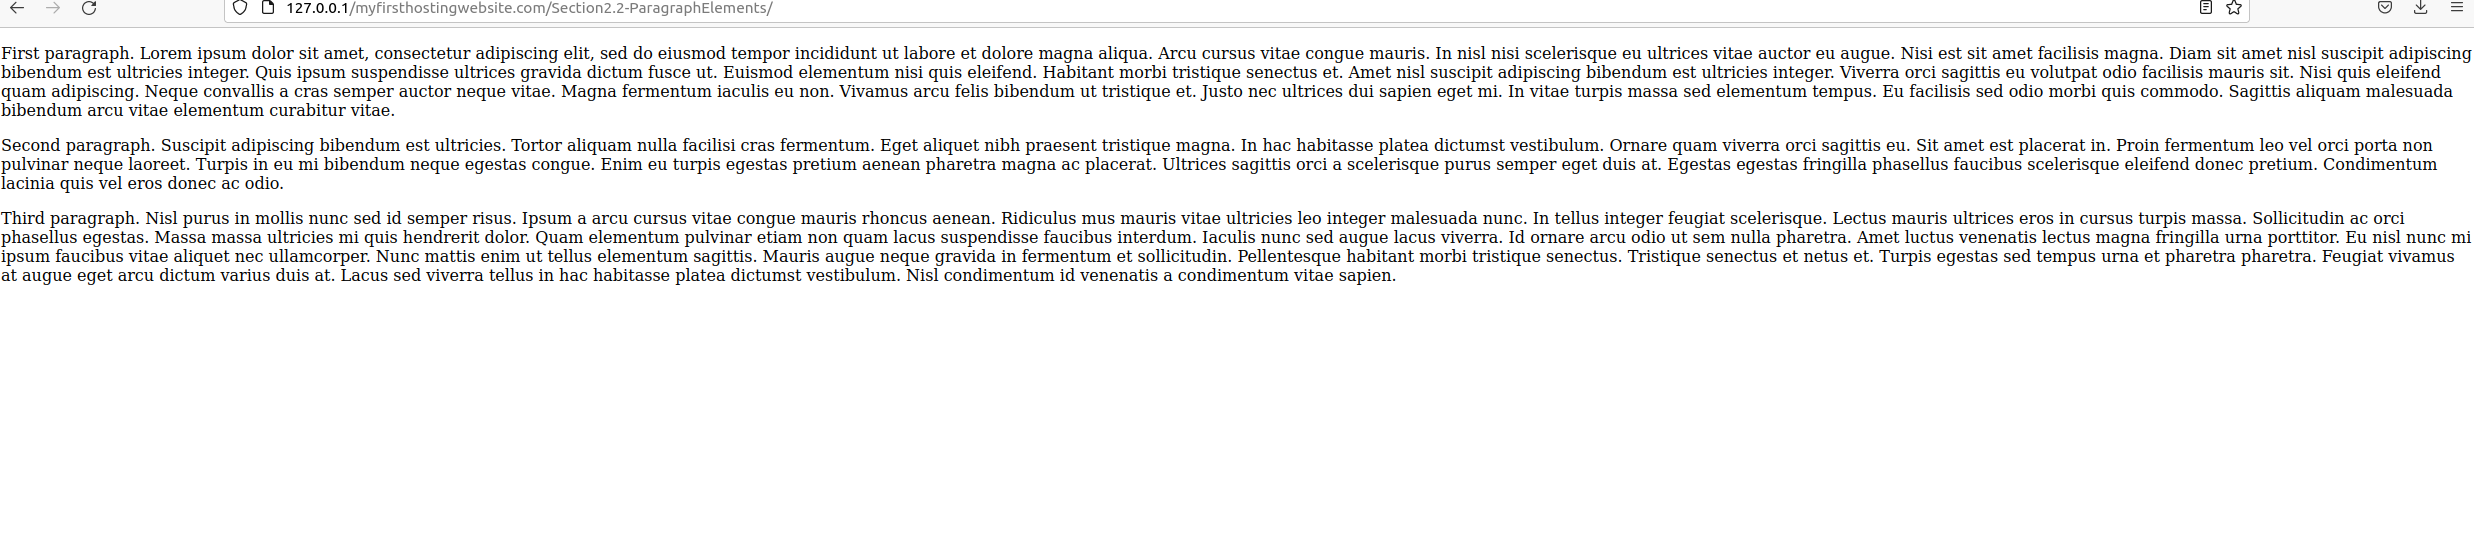 127.0.0.1/myfirsthostingwebsite.com/Section2.2-ParagraphElements/
First paragraph. Lorem ipsum dolor sit amet, consectetur adipiscing elit, sed do eiusmod tempor incididunt ut labore et dolore magna aliqua. Arcu cursus vitae congue mauris. In nisl nisi scelerisque eu ultrices vitae auctor eu augue. Nisi est sit amet facilisis magna. Diam sit amet nisl suscipit adipiscing
bibendum est ultricies integer. Quis ipsum suspendisse ultrices gravida dictum fusce ut. Euismod elementum nisi quis eleifend. Habitant morbi tristique senectus et. Amet nisl suscipit adipiscing bibendum est ultricies integer. Viverra orci sagittis eu volutpat odio facilisis mauris sit. Nisi quis eleifend
quam adipiscing. Neque convallis a cras semper auctor neque vitae. Magna fermentum iaculis eu non. Vivamus arcu felis bibendum ut tristique et. Justo nec ultrices dui sapien eget mi. In vitae turpis massa sed elementum tempus. Eu facilisis sed odio morbi quis commodo. Sagittis aliquam malesuada
bibendum arcu vitae elementum curabitur vitae.
Second paragraph. Suscipit adipiscing bibendum est ultricies. Tortor aliquam nulla facilisi cras fermentum. Eget aliquet nibh praesent tristique magna. In hac habitasse platea dictumst vestibulum. Ornare quam viverra orci sagittis eu. Sit amet est placerat in. Proin fermentum leo vel orci porta non
pulvinar neque laoreet. Turpis in eu mi bibendum neque egestas congue. Enim eu turpis egestas pretium aenean pharetra magna ac placerat. Ultrices sagittis orci a scelerisque purus semper eget duis at. Egestas egestas fringilla phasellus faucibus scelerisque eleifend donec pretium. Condimentum
lacinia quis vel eros donec ac odio.
Third paragraph. Nisl purus in mollis nunc sed id semper risus. Ipsum a arcu cursus vitae congue mauris rhoncus aenean. Ridiculus mus mauris vitae ultricies leo integer malesuada nunc. In tellus integer feugiat scelerisque. Lectus mauris ultrices eros in cursus turpis massa. Sollicitudin ac orci
phasellus egestas. Massa massa ultricies mi quis hendrerit dolor. Quam elementum pulvinar etiam non quam lacus suspendisse faucibus interdum. Iaculis nunc sed augue lacus viverra. Id ornare arcu odio ut sem nulla pharetra. Amet luctus venenatis lectus magna fringilla urna porttitor. Eu nisl nunc mi
ipsum faucibus vitae aliquet nec ullamcorper. Nunc mattis enim ut tellus elementum sagittis. Mauris augue neque gravida in fermentum et sollicitudin. Pellentesque habitant morbi tristique senectus. Tristique senectus et netus et. Turpis egestas sed tempus urna et pharetra pharetra. Feugiat vivamus
at augue eget arcu dictum varius duis at. Lacus sed viverra tellus in hac habitasse platea dictumst vestibulum. Nisl condimentum id venenatis a condimentum vitae sapien.